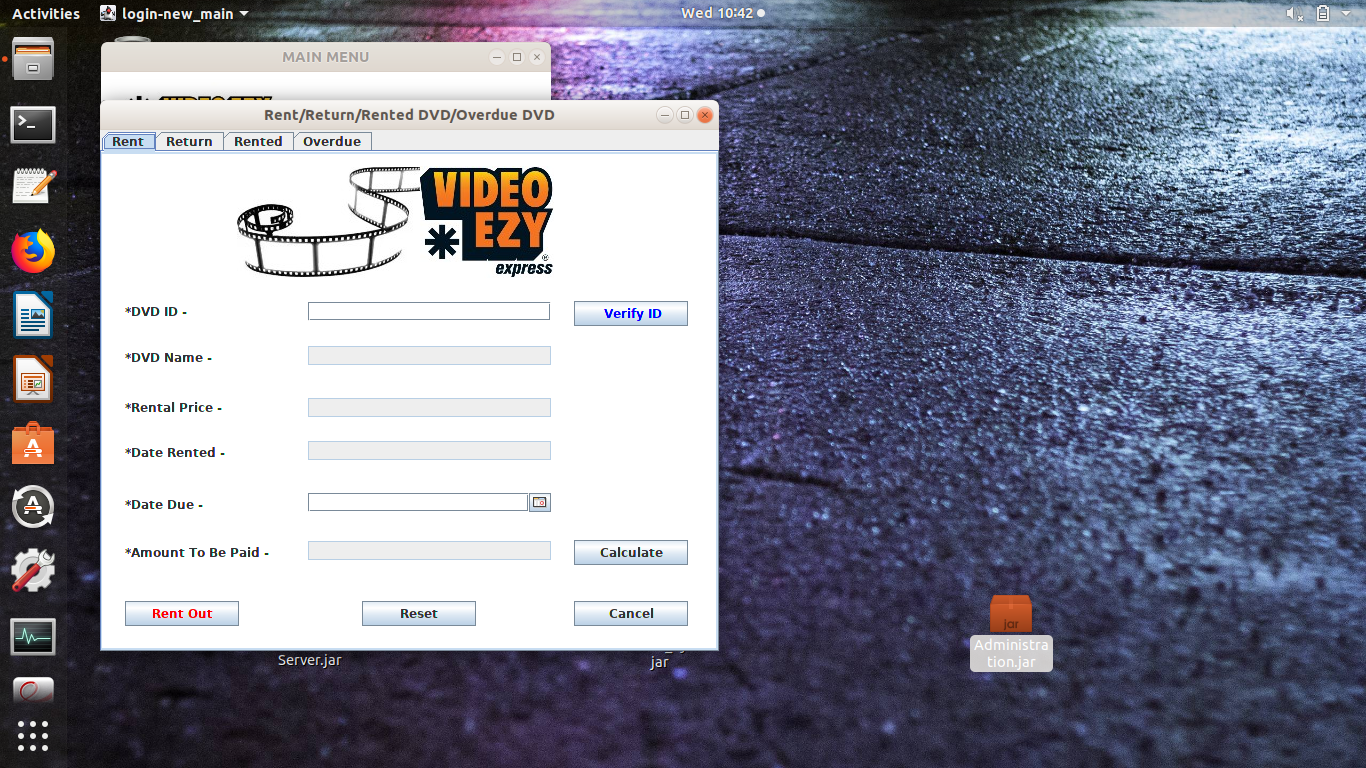 Activities login-new_main Wed 10:42
MAIN MENU
Rent/Return/Rented DVD/Overdue DVD
Rent Return Rented Overdue
VIDEO
EZY
express
*DVD ID -
Verify ID
*DVD Name -
*Rental Price -
*Date Rented -
*Date Due -
*Amount To Be Paid -
Calculate
Rent Out Reset Cancel
Server.jar
jar
jar
Administra
tion.jar